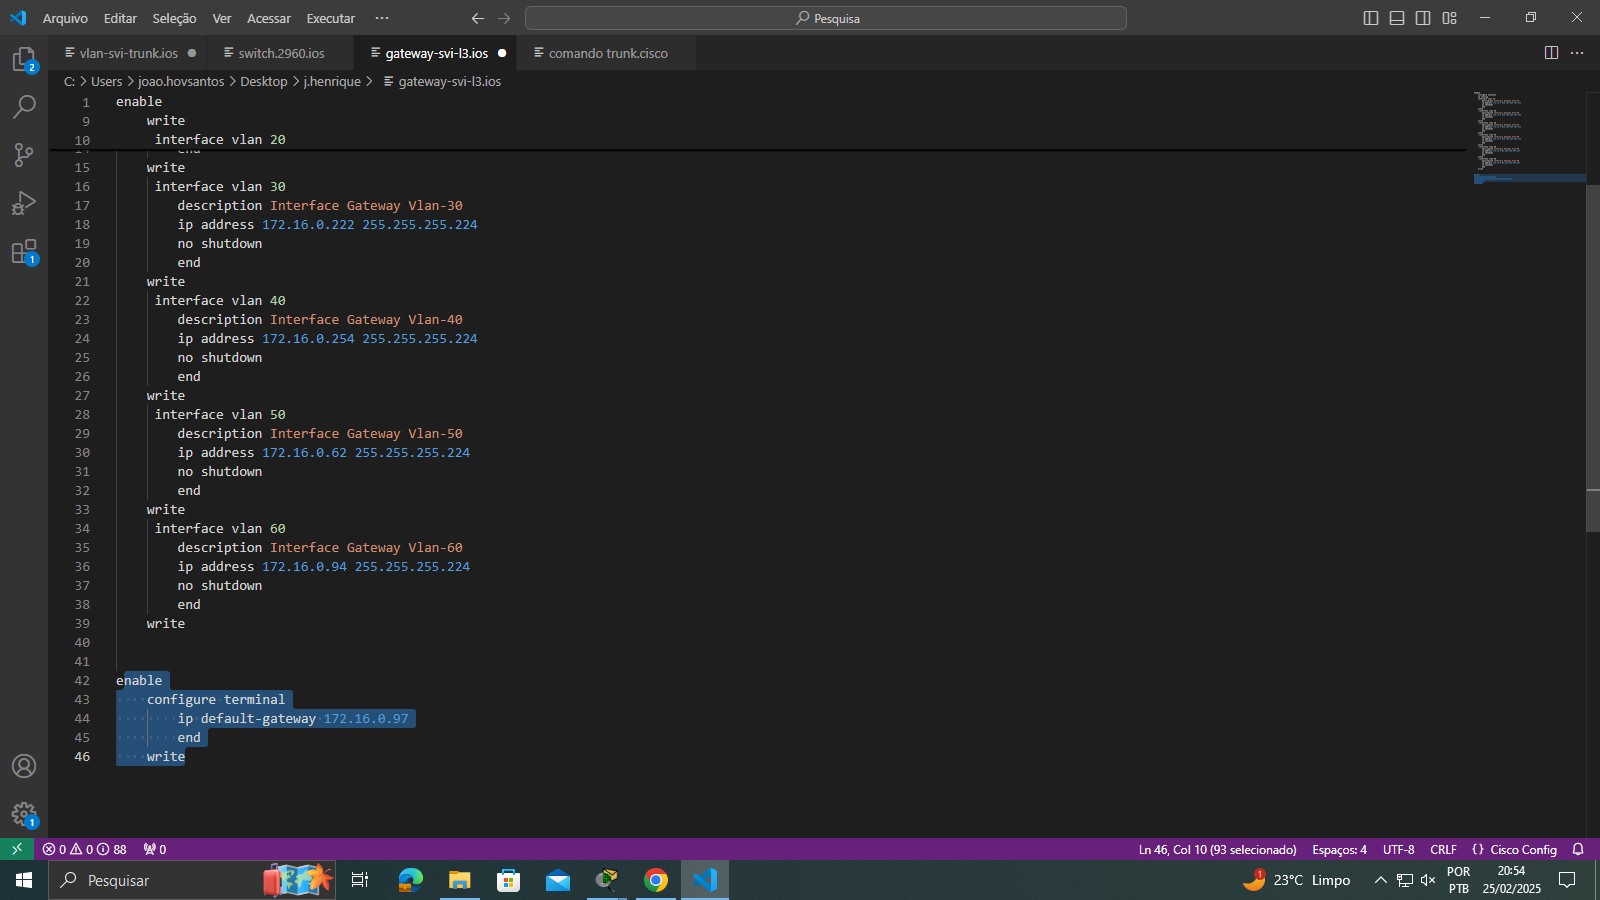 Arquivo Editar Seleção Ver Acessar Executar ···
Pesquisa
vlan-svi-trunk.ios
switch.2960.ios
gateway-svi-l3.ios
comando trunk.cisco
C: > Users > joao.hovsantos > Desktop > j.henrique > gateway-svi-l3.ios
1 enable
9 write
10 interface vlan 20
14 end
15 write
16 interface vlan 30
17 description Interface Gateway Vlan-30
18 ip address 172.16.0.222 255.255.255.224
19 no shutdown
20 end
21 write
22 interface vlan 40
23 description Interface Gateway Vlan-40
24 ip address 172.16.0.254 255.255.255.224
25 no shutdown
26 end
27 write
28 interface vlan 50
29 description Interface Gateway Vlan-50
30 ip address 172.16.0.62 255.255.255.224
31 no shutdown
32 end
33 write
34 interface vlan 60
35 description Interface Gateway Vlan-60
36 ip address 172.16.0.94 255.255.255.224
37 no shutdown
38 end
39 write
40
41
42 enable
43 configure terminal
44 ip default-gateway 172.16.0.97
45 end
46 write
2
1
1
0 0 88 0
Ln 46, Col 10 (93 selecionado) Espaços: 4 UTF-8 CRLF {} Cisco Config
Pesquisar
1
23°C Limpo
POR
PTB
20:54
25/02/2025